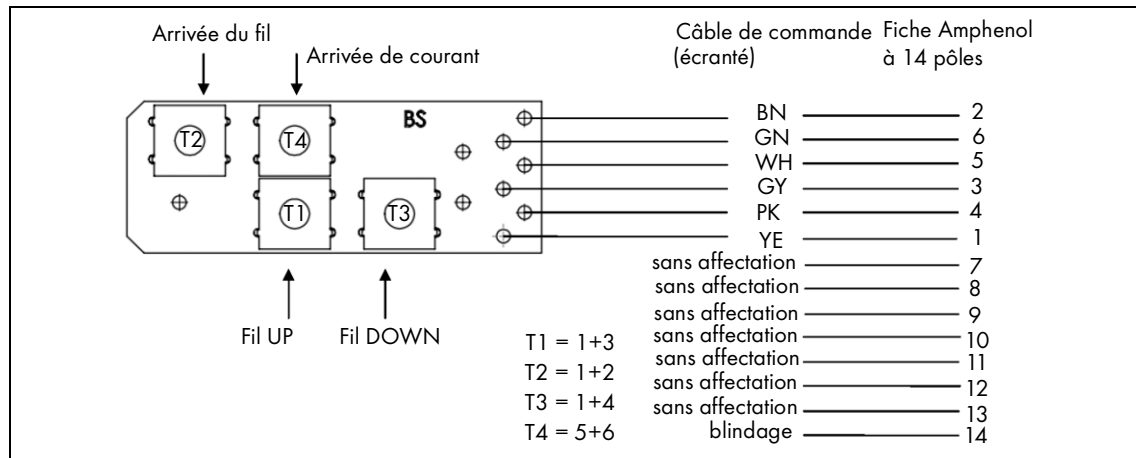 Arrivée du fil
Arrivée de courant
Câble de commande
(écranté)
Fiche Amphenol
à 14 pôles
BS
T2
T4
T1
T3
BN 2
GN 6
WH 5
GY 3
PK 4
YE 1
sans affectation 7
sans affectation 8
sans affectation 9
sans affectation 10
sans affectation 11
sans affectation 12
sans affectation 13
blindage 14
Fil UP
Fil DOWN
T1 = 1+3
T2 = 1+2
T3 = 1+4
T4 = 5+6